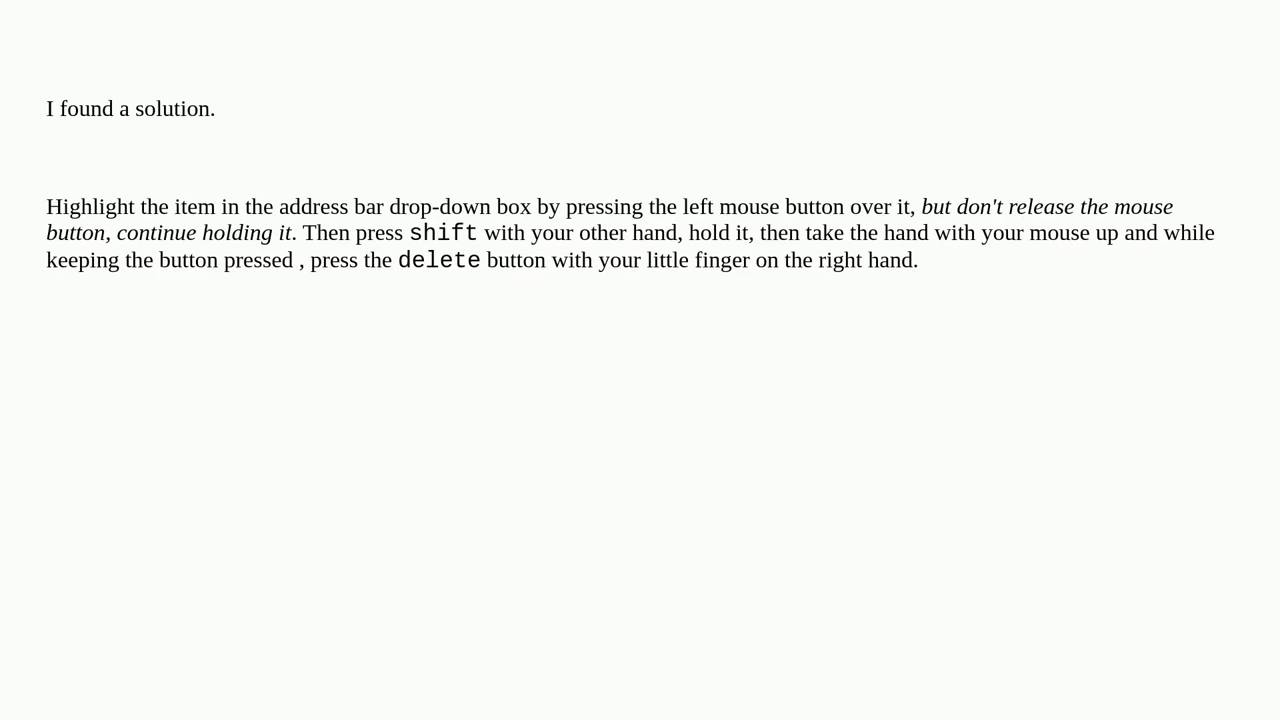 I found a solution.
Highlight the item in the address bar drop-down box by pressing the left mouse button over it, but don't release the mouse
button, continue holding it. Then press shift with your other hand, hold it, then take the hand with your mouse up and while
keeping the button pressed , press the delete button with your little finger on the right hand.